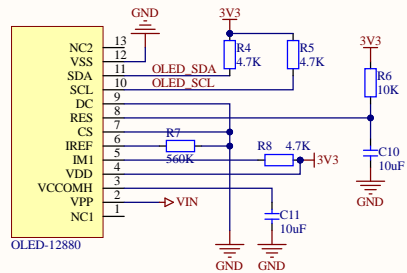 GND
3V3
3V3
NC2 13
VSS 12
SDA 11 OLED_SDA
SCL 10 OLED_SCL
DC 9
RES 8
CS 7
IREF 6
IM1 5
VDD 4
VCCOMH 3
VPP 2 VIN
NC1 1
OLED-12880
R4
4.7K
R5
4.7K
R6
10K
R7
560K
R8 4.7K
3V3
C10
10uF
GND
C11
10uF
GND
GND